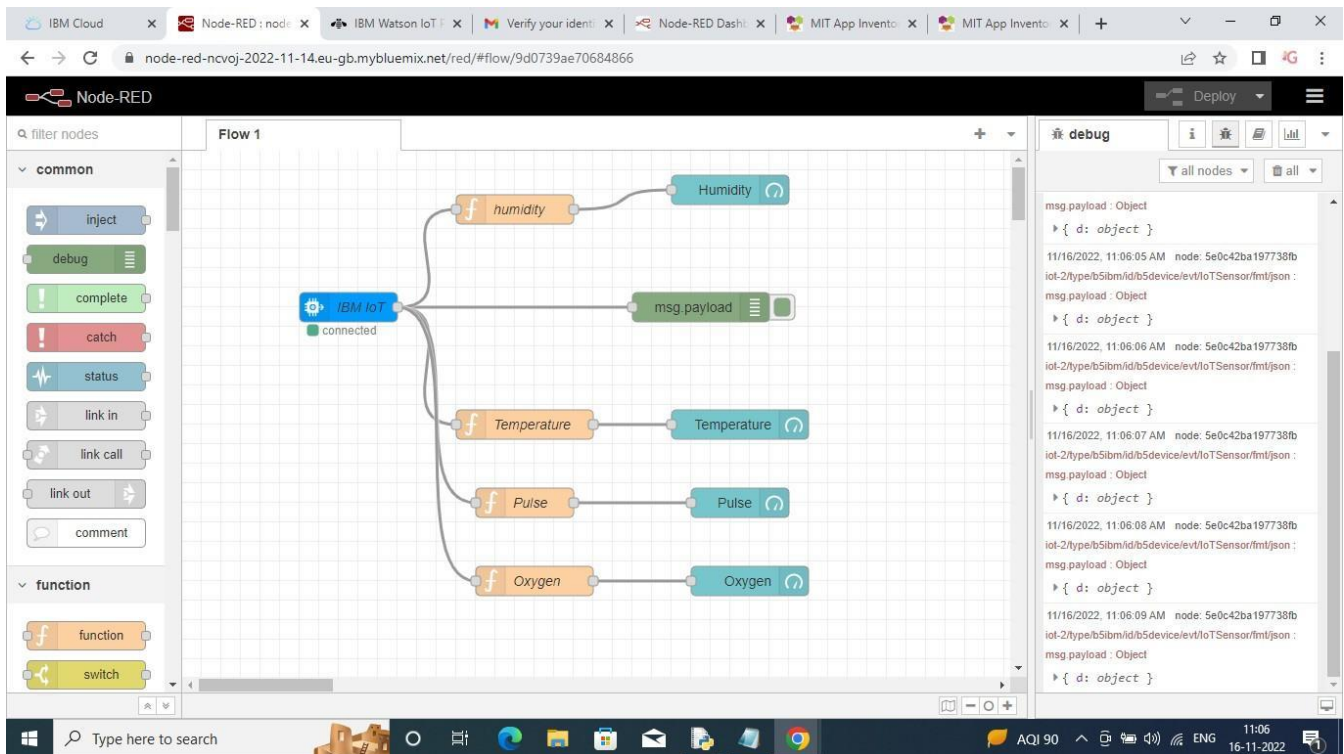 IBM Cloud
Node-RED : node
IBM Watson IoT P
Verify your identi
Node-RED Dashb
MIT App Invento
MIT App Invento
node-red-ncvoj-2022-11-14.eu-gb.mybluemix.net/red/#flow/9d0739ae70684866
Node-RED
Deploy
filter nodes
Flow 1
debug
i
all nodes
all
common
inject
debug
complete
catch
status
link in
link call
link out
comment
function
function
switch
humidity
Humidity
IBM IoT
connected
msg.payload
Temperature
Temperature
Pulse
Pulse
Oxygen
Oxygen
msg.payload : Object
{ d: object }
11/16/2022, 11:06:05 AM node: 5e0c42ba197738fb
iot-2/type/b5ibm/id/b5device/evt/IoTSensor/fmt/json :
msg.payload : Object
{ d: object }
11/16/2022, 11:06:06 AM node: 5e0c42ba197738fb
iot-2/type/b5ibm/id/b5device/evt/IoTSensor/fmt/json :
msg.payload : Object
{ d: object }
11/16/2022, 11:06:07 AM node: 5e0c42ba197738fb
iot-2/type/b5ibm/id/b5device/evt/IoTSensor/fmt/json :
msg.payload : Object
{ d: object }
11/16/2022, 11:06:08 AM node: 5e0c42ba197738fb
iot-2/type/b5ibm/id/b5device/evt/IoTSensor/fmt/json :
msg.payload : Object
{ d: object }
11/16/2022, 11:06:09 AM node: 5e0c42ba197738fb
iot-2/type/b5ibm/id/b5device/evt/IoTSensor/fmt/json :
msg.payload : Object
{ d: object }
Type here to search
AQI 90
ENG
11:06
16-11-2022